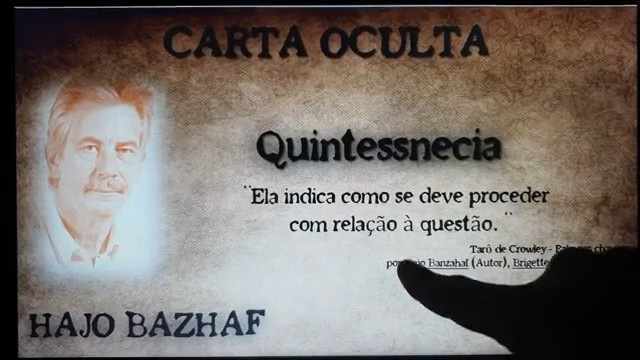 CARTA OCULTA
Quintessnecia
¨Ela indica como se deve proceder
com relação à questão.¨
Tarô de Crowley -
Banzahaf (Autor), Brigette
HAJO BAZHAF